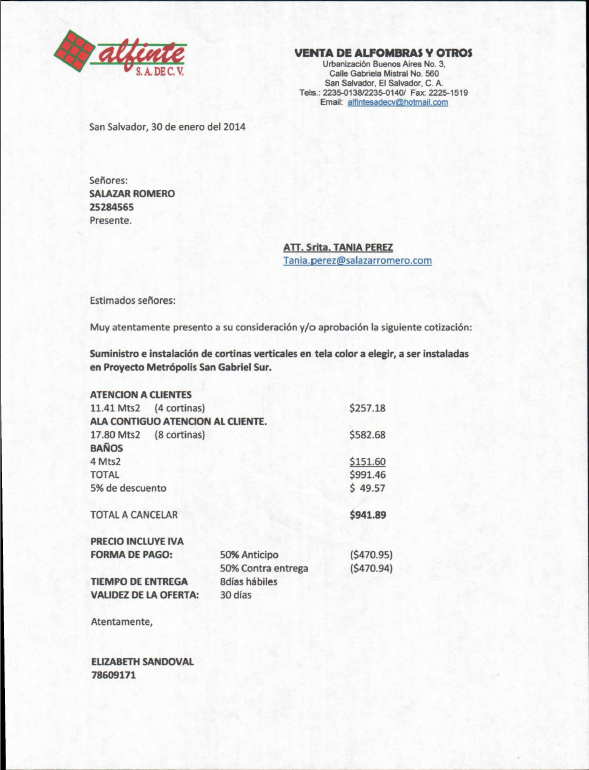 alfinte
S. A. DE C. V.
VENTA DE ALFOMBRAS Y OTROS
Urbanización Buenos Aires No. 3,
Calle Gabriela Mistral No. 560
San Salvador, El Salvador, C. A.
Tels.: 2235-0138/2235-0140/ Fax: 2225-1519
Email: alfintesadecv@hotmail.com
San Salvador, 30 de enero del 2014
Señores:
SALAZAR ROMERO
25284565
Presente.
ATT. Srita. TANIA PEREZ
Tania.perez@salazarromero.com
Estimados señores:
Muy atentamente presento a su consideración y/o aprobación la siguiente cotización:
Suministro e instalación de cortinas verticales en tela color a elegir, a ser instaladas
en Proyecto Metrópolis San Gabriel Sur.
ATENCION A CLIENTES
11.41 Mts2 (4 cortinas) $257.18
ALA CONTIGUO ATENCION AL CLIENTE.
17.80 Mts2 (8 cortinas) $582.68
BAÑOS
4 Mts2 $151.60
TOTAL $991.46
5% de descuento $ 49.57
TOTAL A CANCELAR $941.89
PRECIO INCLUYE IVA
FORMA DE PAGO: 50% Anticipo ($470.95)
50% Contra entrega ($470.94)
TIEMPO DE ENTREGA 8días hábiles
VALIDEZ DE LA OFERTA: 30 días
Atentamente,
ELIZABETH SANDOVAL
78609171